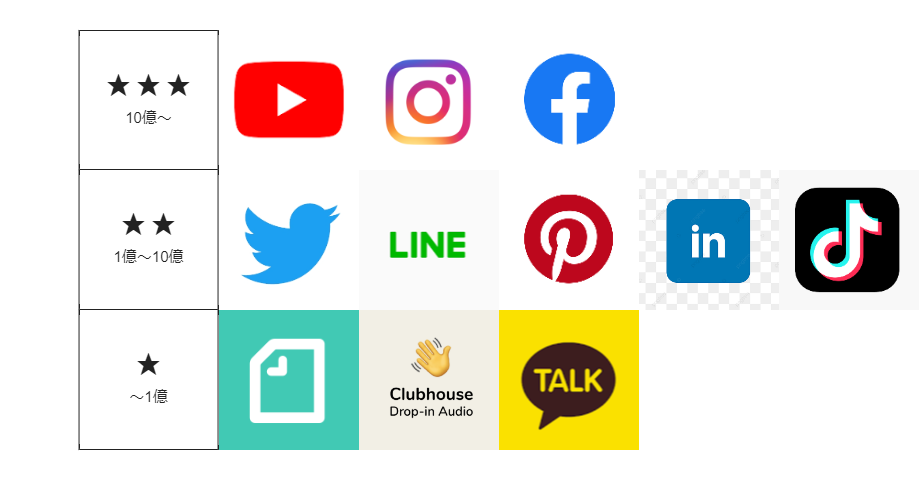 ★ ★ ★
10億～
★ ★
1億～10億
LINE
in
★
～1億
Clubhouse
Drop-in Audio
TALK